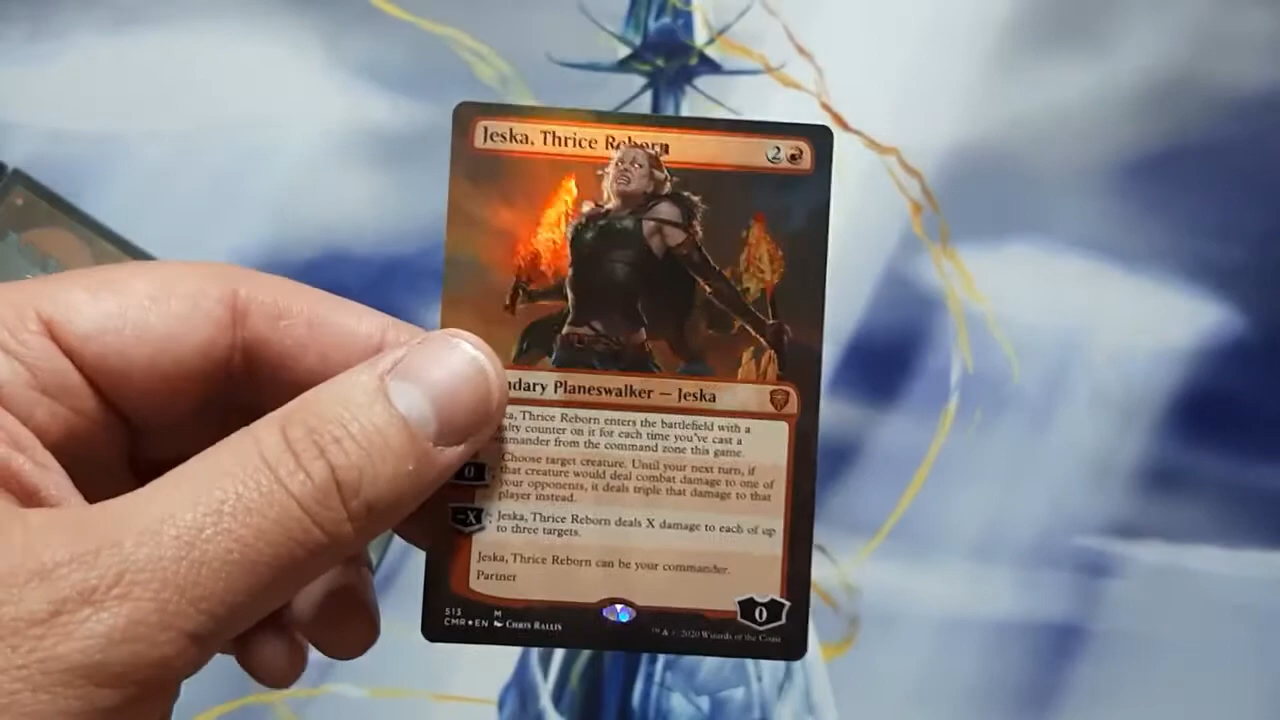 Jeska, Thrice Reborn
2
ndary Planeswalker — Jeska
ka, Thrice Reborn enters the battlefield with a
alty counter on it for each time you've cast a
mmander from the command zone this game.
0
Choose target creature. Until your next turn, if
that creature would deal combat damage to one of
your opponents, it deals triple that damage to that
player instead.
−X
: Jeska, Thrice Reborn deals X damage to each of up
to three targets.
Jeska, Thrice Reborn can be your commander.
Partner
0
513 M
CMR★EN Chris Rallis
™ & © 2020 Wizards of the Coast